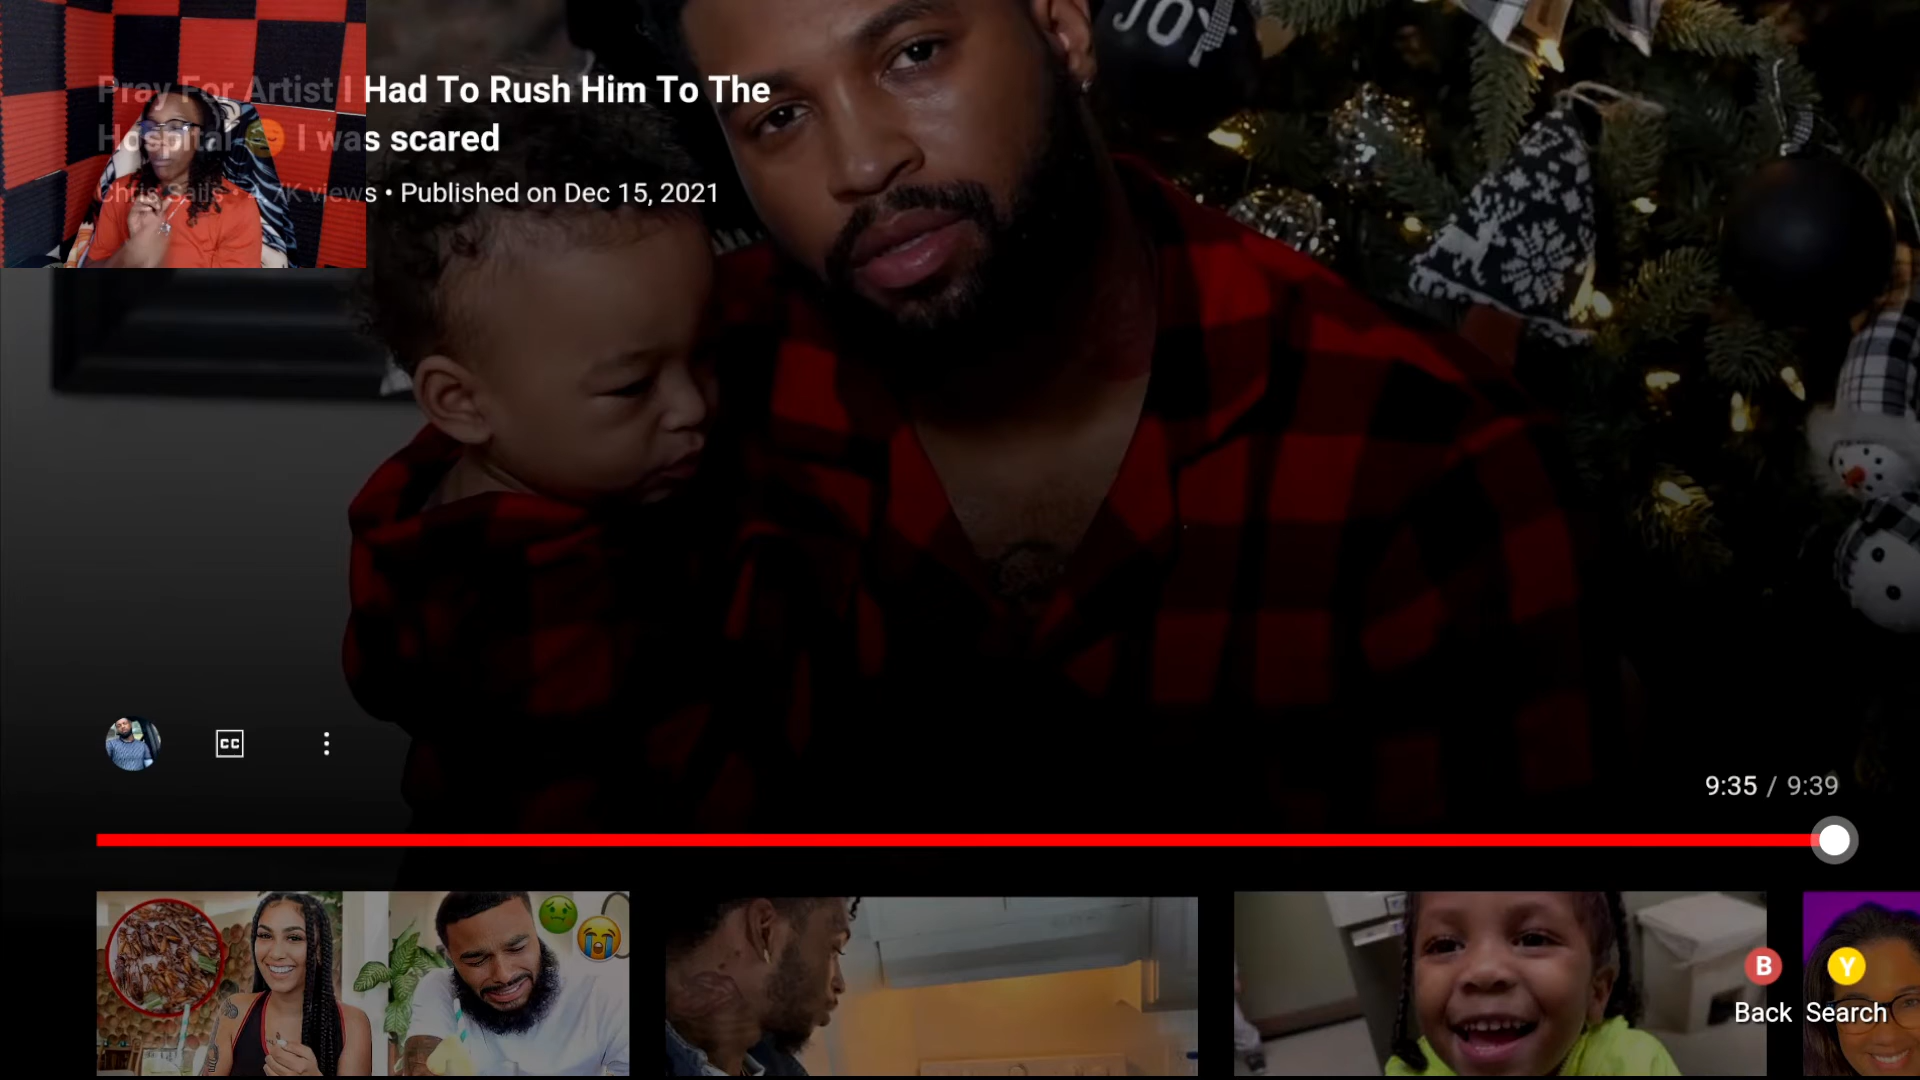 JOY
Pray For Artist I Had To Rush Him To The
Hospital 😔 I was scared
Chris Sails • 4.7K views • Published on Dec 15, 2021
CC
9:35 / 9:39
B Y
Back Search